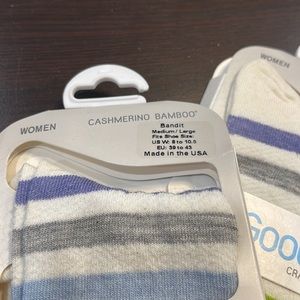 WOMEN
CASHMERINO BAMBOO®
Bandit
Medium / Large
Fits Shoe Size:
US W: 8 to 10.5
EU: 39 to 43
Made in the USA
WOMEN
GOO
CRA